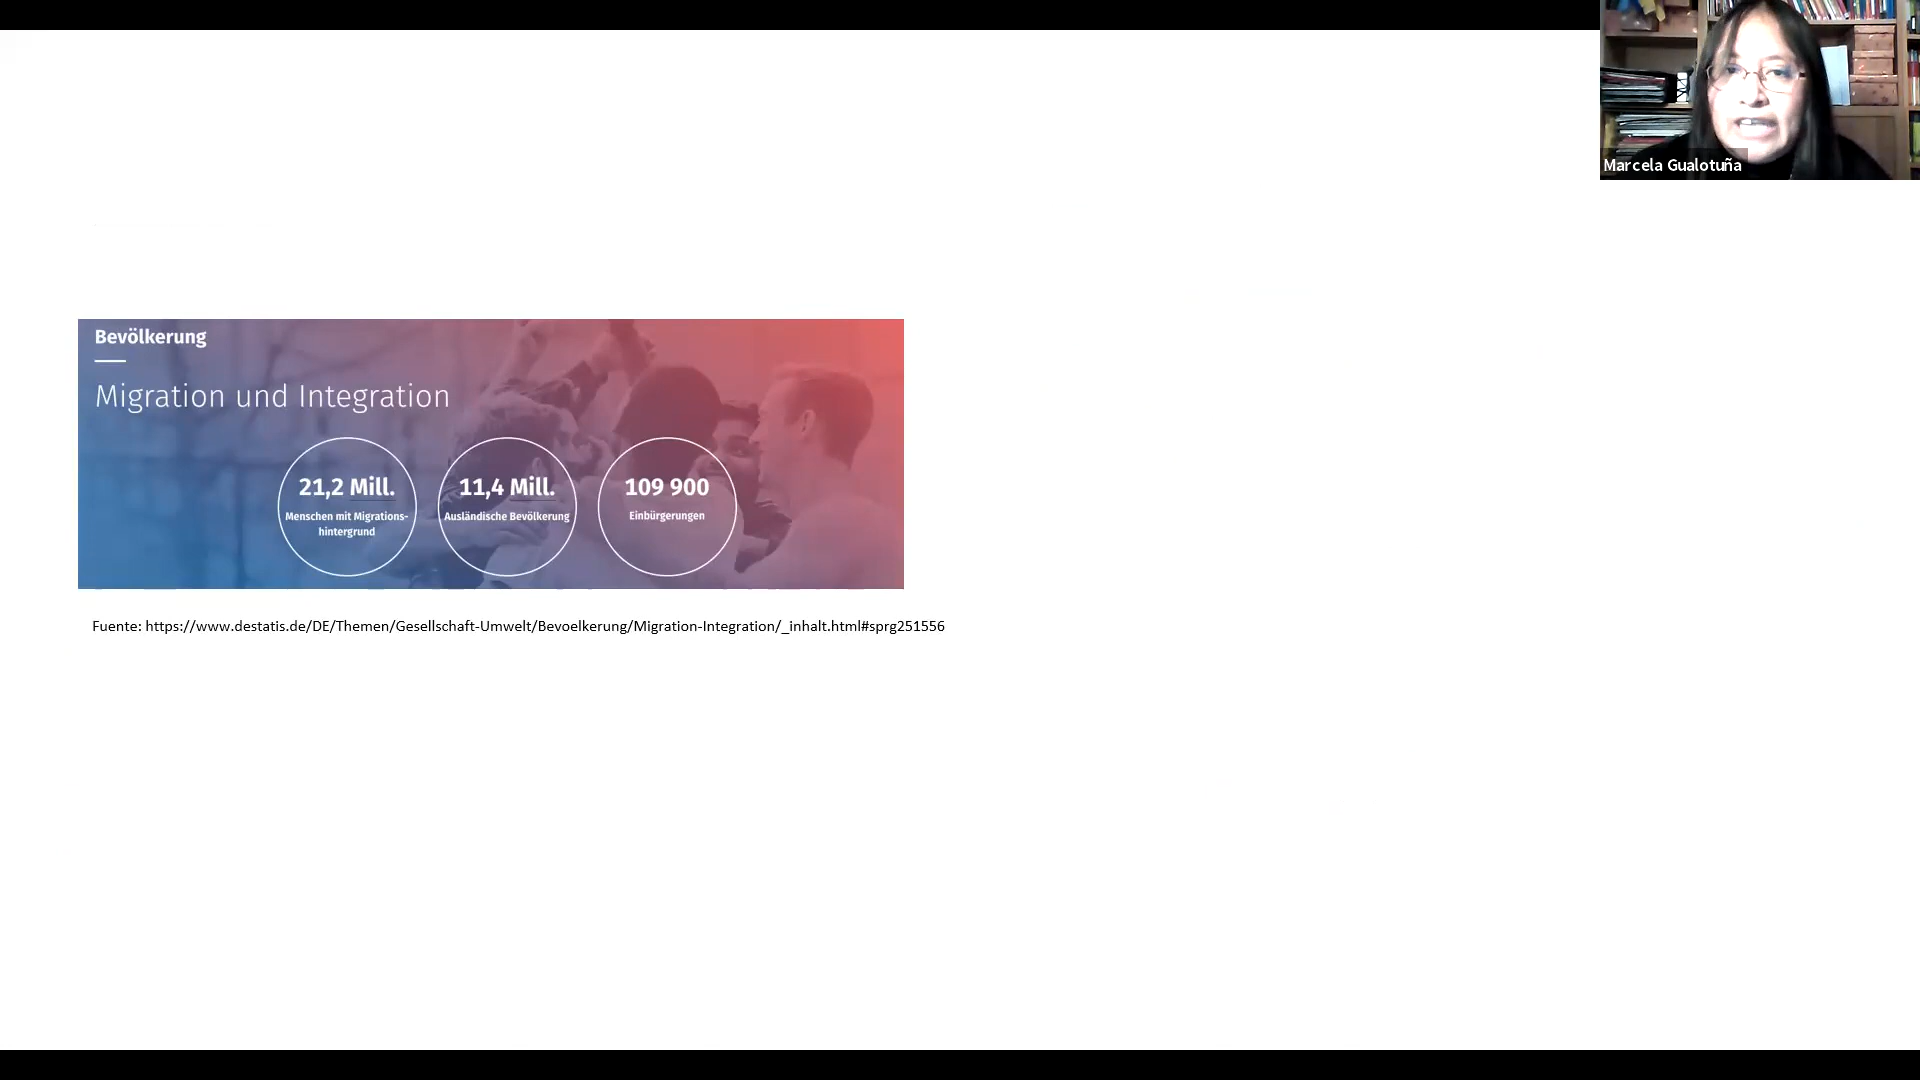 Marcela Gualotuña
Bevölkerung
Migration und Integration
21,2 Mill.
Menschen mit Migrations-
hintergrund
11,4 Mill.
Ausländische Bevölkerung
109 900
Einbürgerungen
Fuente: https://www.destatis.de/DE/Themen/Gesellschaft-Umwelt/Bevoelkerung/Migration-Integration/_inhalt.html#sprg251556